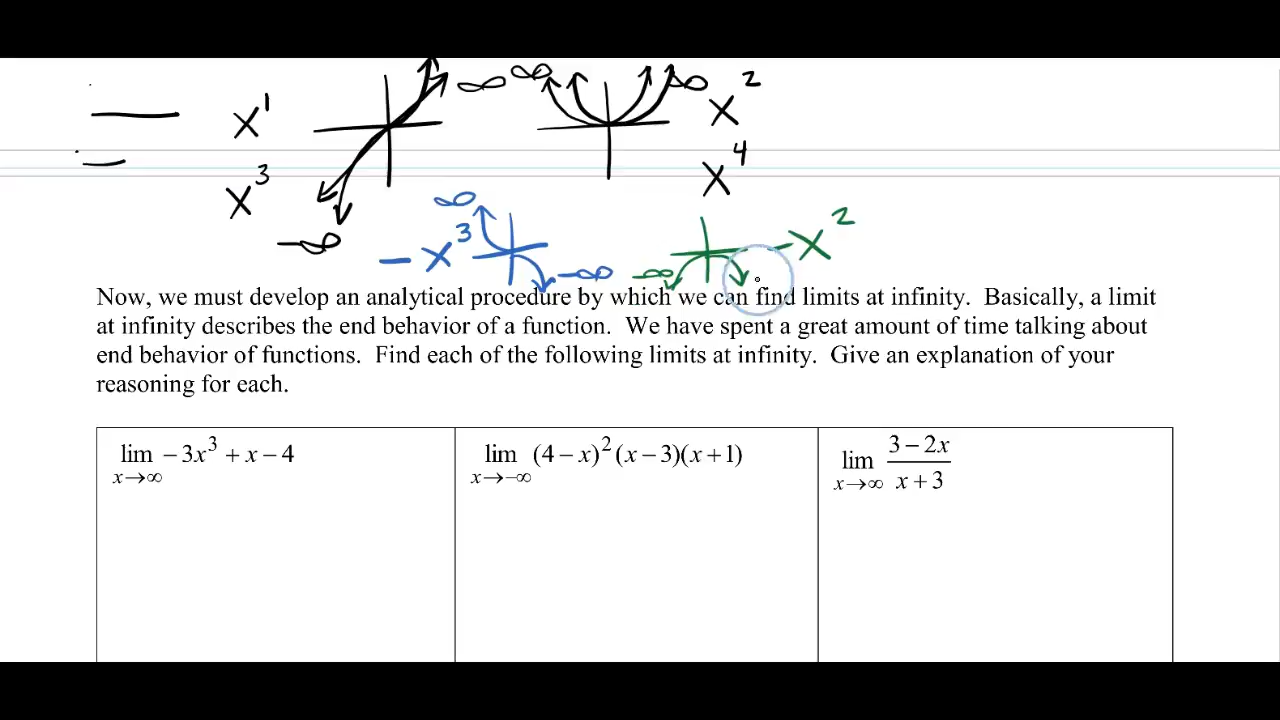 ∞ ∞ ∞ x²
x¹
x³ x⁴
-∞ ∞
-x³ -∞ -∞ -x²
Now, we must develop an analytical procedure by which we can find limits at infinity. Basically, a limit
at infinity describes the end behavior of a function. We have spent a great amount of time talking about
end behavior of functions. Find each of the following limits at infinity. Give an explanation of your
reasoning for each.
lim x→∞ −3x³ + x − 4
lim x→−∞ (4 − x)²(x − 3)(x + 1)
lim x→∞ (3 − 2x)/(x + 3)